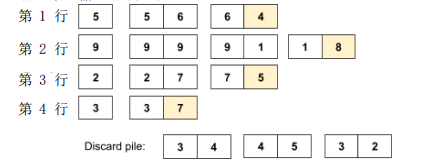 第 1 行 5 5 6 6 4
第 2 行 9 9 9 9 1 1 8
第 3 行 2 2 7 7 5
第 4 行 3 3 7
Discard pile: 3 4 4 5 3 2